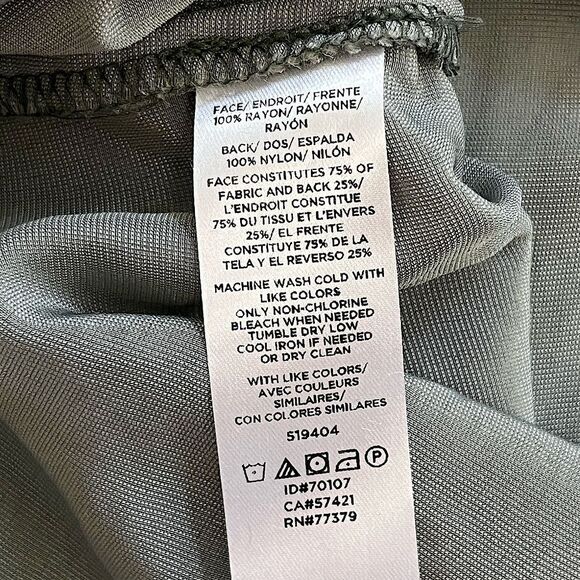 FACE/ ENDROIT/ FRENTE
100% RAYON/ RAYONNE/
RAYÓN
BACK/ DOS/ ESPALDA
100% NYLON/ NILÓN
FACE CONSTITUTES 75% OF
FABRIC AND BACK 25%/
L'ENDROIT CONSTITUE
75% DU TISSU ET L'ENVERS
25%/ EL FRENTE
CONSTITUYE 75% DE LA
TELA Y EL REVERSO 25%
MACHINE WASH COLD WITH
LIKE COLORS
ONLY NON-CHLORINE
BLEACH WHEN NEEDED
TUMBLE DRY LOW
COOL IRON IF NEEDED
OR DRY CLEAN
WITH LIKE COLORS/
AVEC COULEURS
SIMILAIRES/
CON COLORES SIMILARES
519404
P
ID#70107
CA#57421
RN#77379